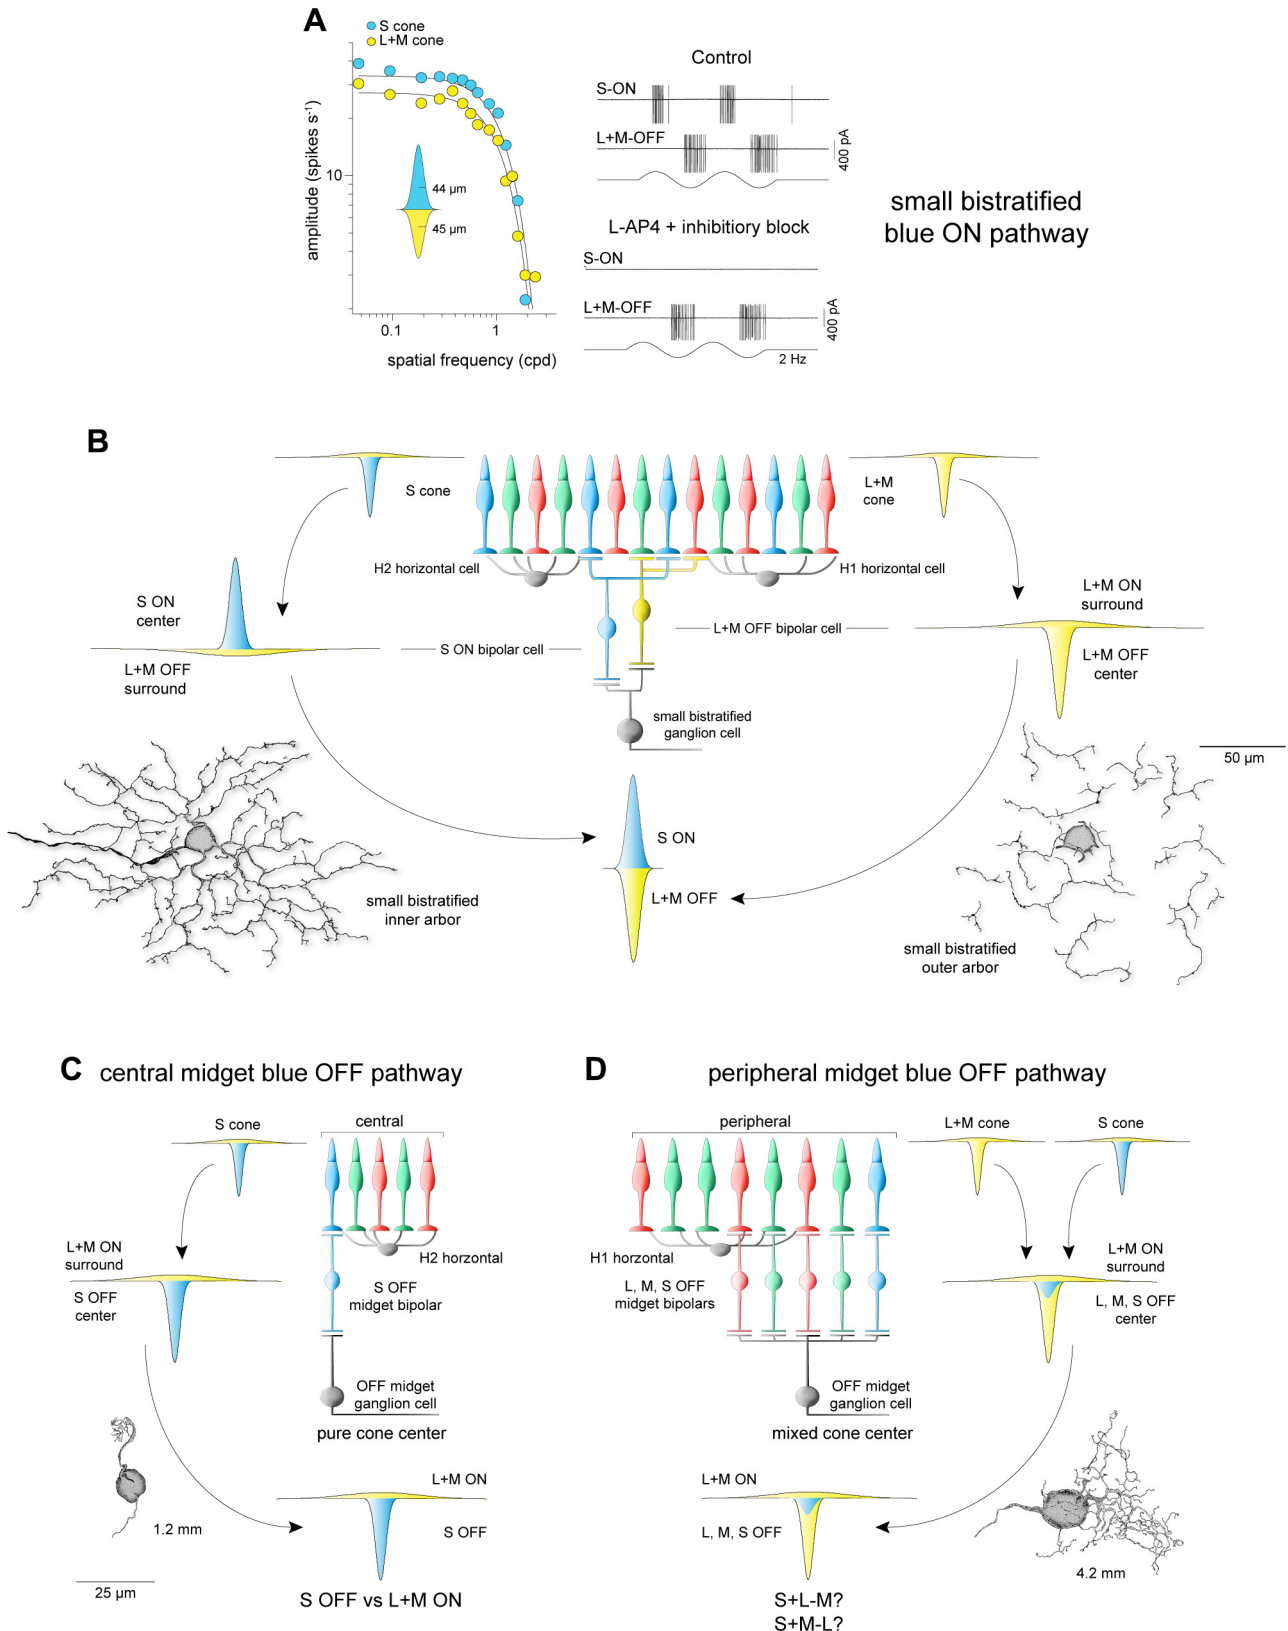 A
S cone
L+M cone
amplitude (spikes s⁻¹)
10
44 µm
45 µm
0.1
1
spatial frequency (cpd)
Control
S-ON
L+M-OFF
400 pA
L-AP4 + inhibitiory block
S-ON
L+M-OFF
400 pA
2 Hz
small bistratified
blue ON pathway
B
S cone
L+M
cone
H2 horizontal cell
H1 horizontal cell
S ON
center
L+M OFF
surround
S ON bipolar cell
L+M OFF bipolar cell
L+M ON
surround
L+M OFF
center
small bistratified
ganglion cell
50 µm
S ON
L+M OFF
small bistratified
inner arbor
small bistratified
outer arbor
C
central midget blue OFF pathway
S cone
central
L+M ON
surround
S OFF
center
H2 horzontal
S OFF
midget bipolar
OFF midget
ganglion cell
pure cone center
1.2 mm
25 µm
L+M ON
S OFF
S OFF vs L+M ON
D
peripheral midget blue OFF pathway
peripheral
L+M cone
S cone
H1 horzontal
L, M, S OFF
midget bipolars
L+M ON
surround
L, M, S OFF
center
OFF midget
ganglion cell
mixed cone center
L+M ON
L, M, S OFF
4.2 mm
S+L-M?
S+M-L?